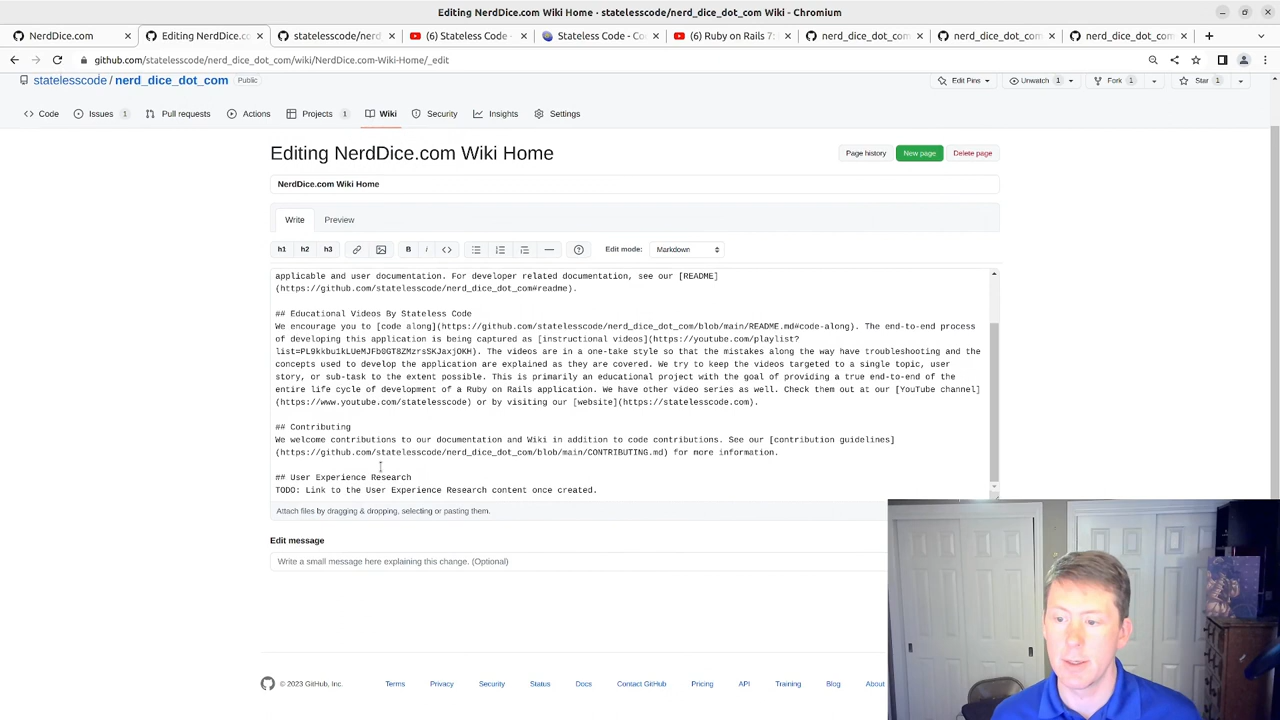 Editing NerdDice.com Wiki Home - statelesscode/nerd_dice_dot_com Wiki - Chromium
NerdDice.com
Editing NerdDice.c
statelesscode/nerd
(6) Stateless Code -
Stateless Code - Co
(6) Ruby on Rails 7:
nerd_dice_dot_com
nerd_dice_dot_com
nerd_dice_dot_com
github.com/statelesscode/nerd_dice_dot_com/wiki/NerdDice.com-Wiki-Home/_edit
statelesscode / nerd_dice_dot_com Public
Edit Pins Unwatch 1 Fork 1 Star 1
Code Issues 1 Pull requests Actions Projects 1 Wiki Security Insights Settings
Editing NerdDice.com Wiki Home
Page history New page Delete page
NerdDice.com Wiki Home
Write Preview
h1 h2 h3 B i <> Edit mode: Markdown
applicable and user documentation. For developer related documentation, see our [README]
(https://github.com/statelesscode/nerd_dice_dot_com#readme).
## Educational Videos By Stateless Code
We encourage you to [code along](https://github.com/statelesscode/nerd_dice_dot_com/blob/main/README.md#code-along). The end-to-end process
of developing this application is being captured as [instructional videos](https://youtube.com/playlist?
list=PL9kkbu1kLUeMJFb0GT8ZMzrsSKJaxjOKH). The videos are in a one-take style so that the mistakes along the way have troubleshooting and the
concepts used to develop the application are explained as they are covered. We try to keep the videos targeted to a single topic, user
story, or sub-task to the extent possible. This is primarily an educational project with the goal of providing a true end-to-end of the
entire life cycle of development of a Ruby on Rails application. We have other video series as well. Check them out at our [YouTube channel]
(https://www.youtube.com/statelesscode) or by visiting our [website](https://statelesscode.com).
## Contributing
We welcome contributions to our documentation and Wiki in addition to code contributions. See our [contribution guidelines]
(https://github.com/statelesscode/nerd_dice_dot_com/blob/main/CONTRIBUTING.md) for more information.
## User Experience Research
TODO: Link to the User Experience Research content once created.
Attach files by dragging & dropping, selecting or pasting them.
Edit message
Write a small message here explaining this change. (Optional)
© 2023 GitHub, Inc. Terms Privacy Security Status Docs Contact GitHub Pricing API Training Blog About